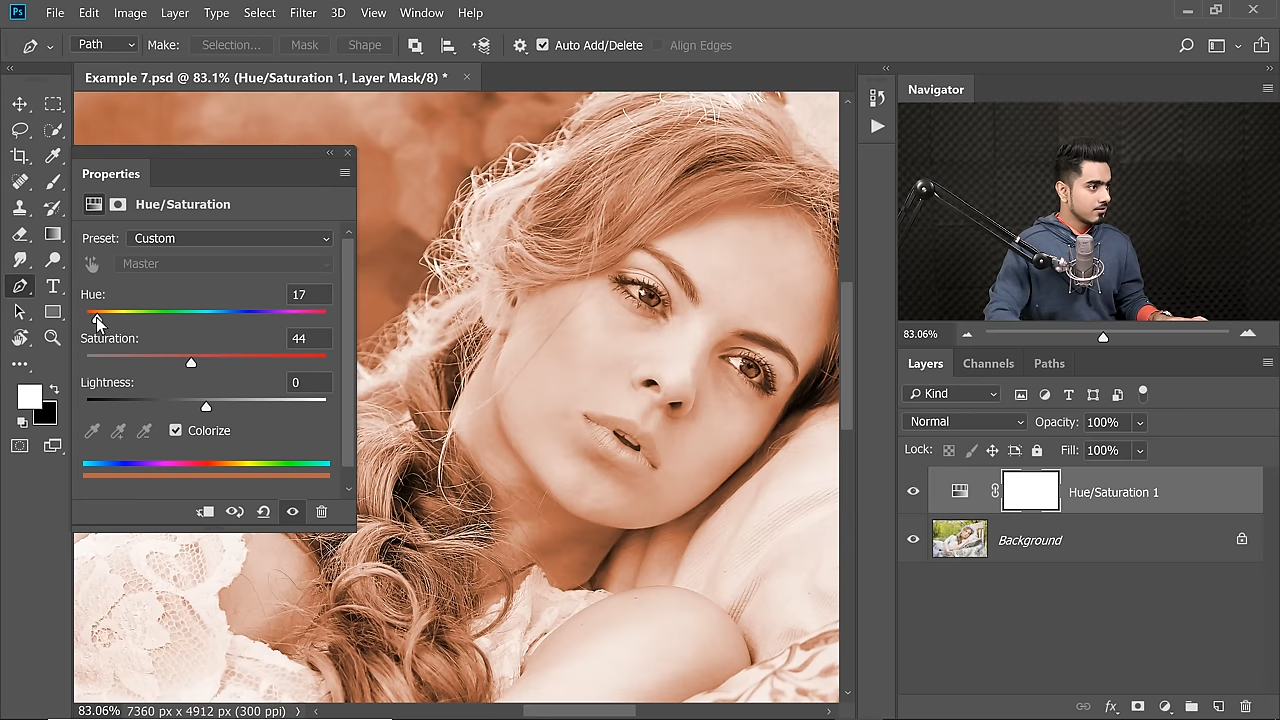 Ps File Edit Image Layer Type Select Filter 3D View Window Help
Path Make: Selection... Mask Shape Auto Add/Delete Align Edges
Example 7.psd @ 83.1% (Hue/Saturation 1, Layer Mask/8) *
Properties
Hue/Saturation
Preset: Custom
Master
Hue: 17
Saturation: 44
Lightness: 0
Colorize
83.06% 7360 px x 4912 px (300 ppi)
Navigator
83.06%
Layers Channels Paths
Kind
Normal Opacity: 100%
Lock: Fill: 100%
Hue/Saturation 1
Background